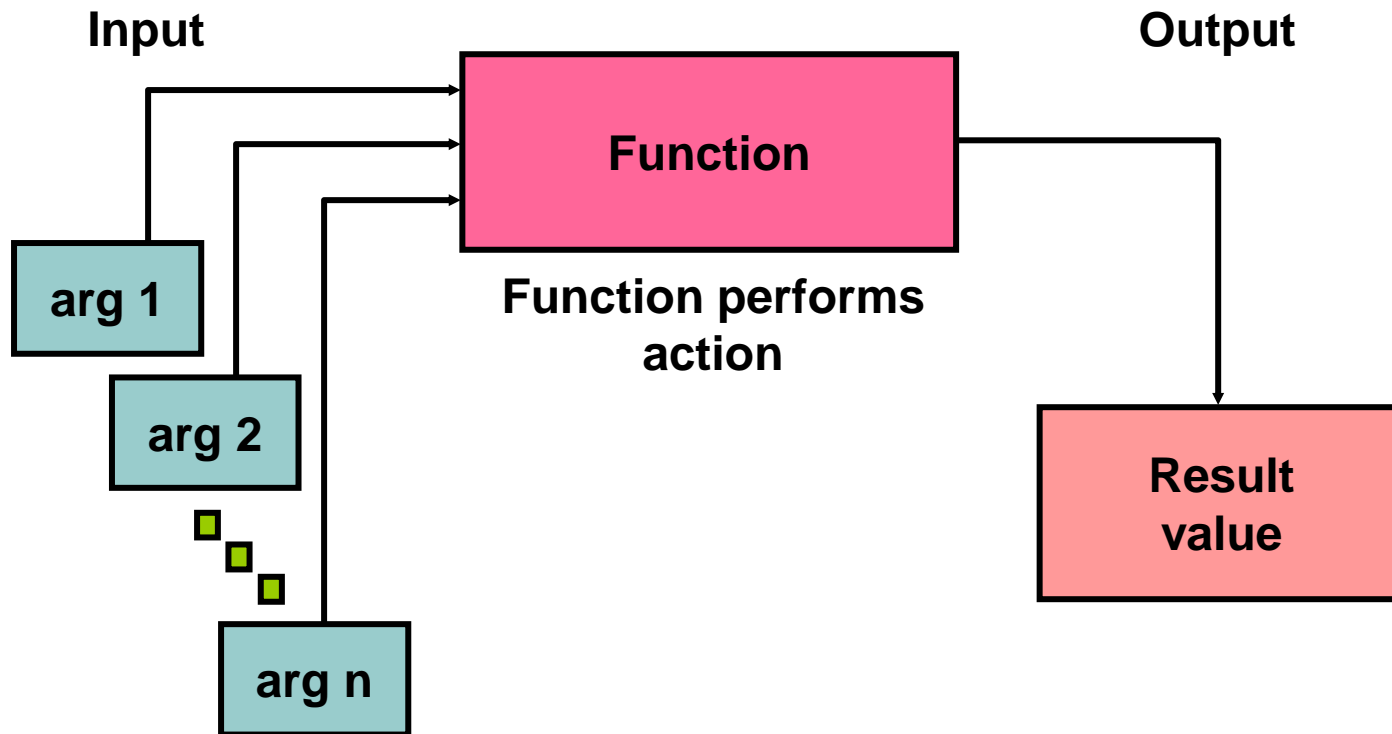 Input
Output
Function
arg 1
Function performs
action
arg 2
Result
value
arg n